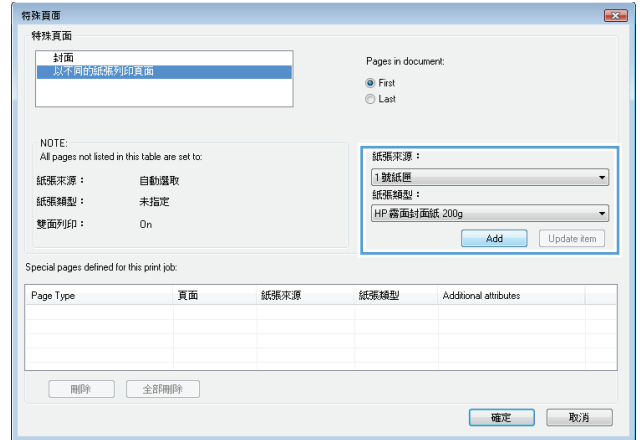 特殊頁面
特殊頁面
封面
以不同的紙張列印頁面
Pages in document:
First
Last
NOTE:
All pages not listed in this table are set to:
紙張來源： 自動選取
紙張類型： 未指定
雙面列印： On
紙張來源：
1 號紙匣
紙張類型：
HP 霧面封面紙 200g
Add Update item
Special pages defined for this print job:
Page Type 頁面 紙張來源 紙張類型 Additional attributes
刪除 全部刪除
確定 取消